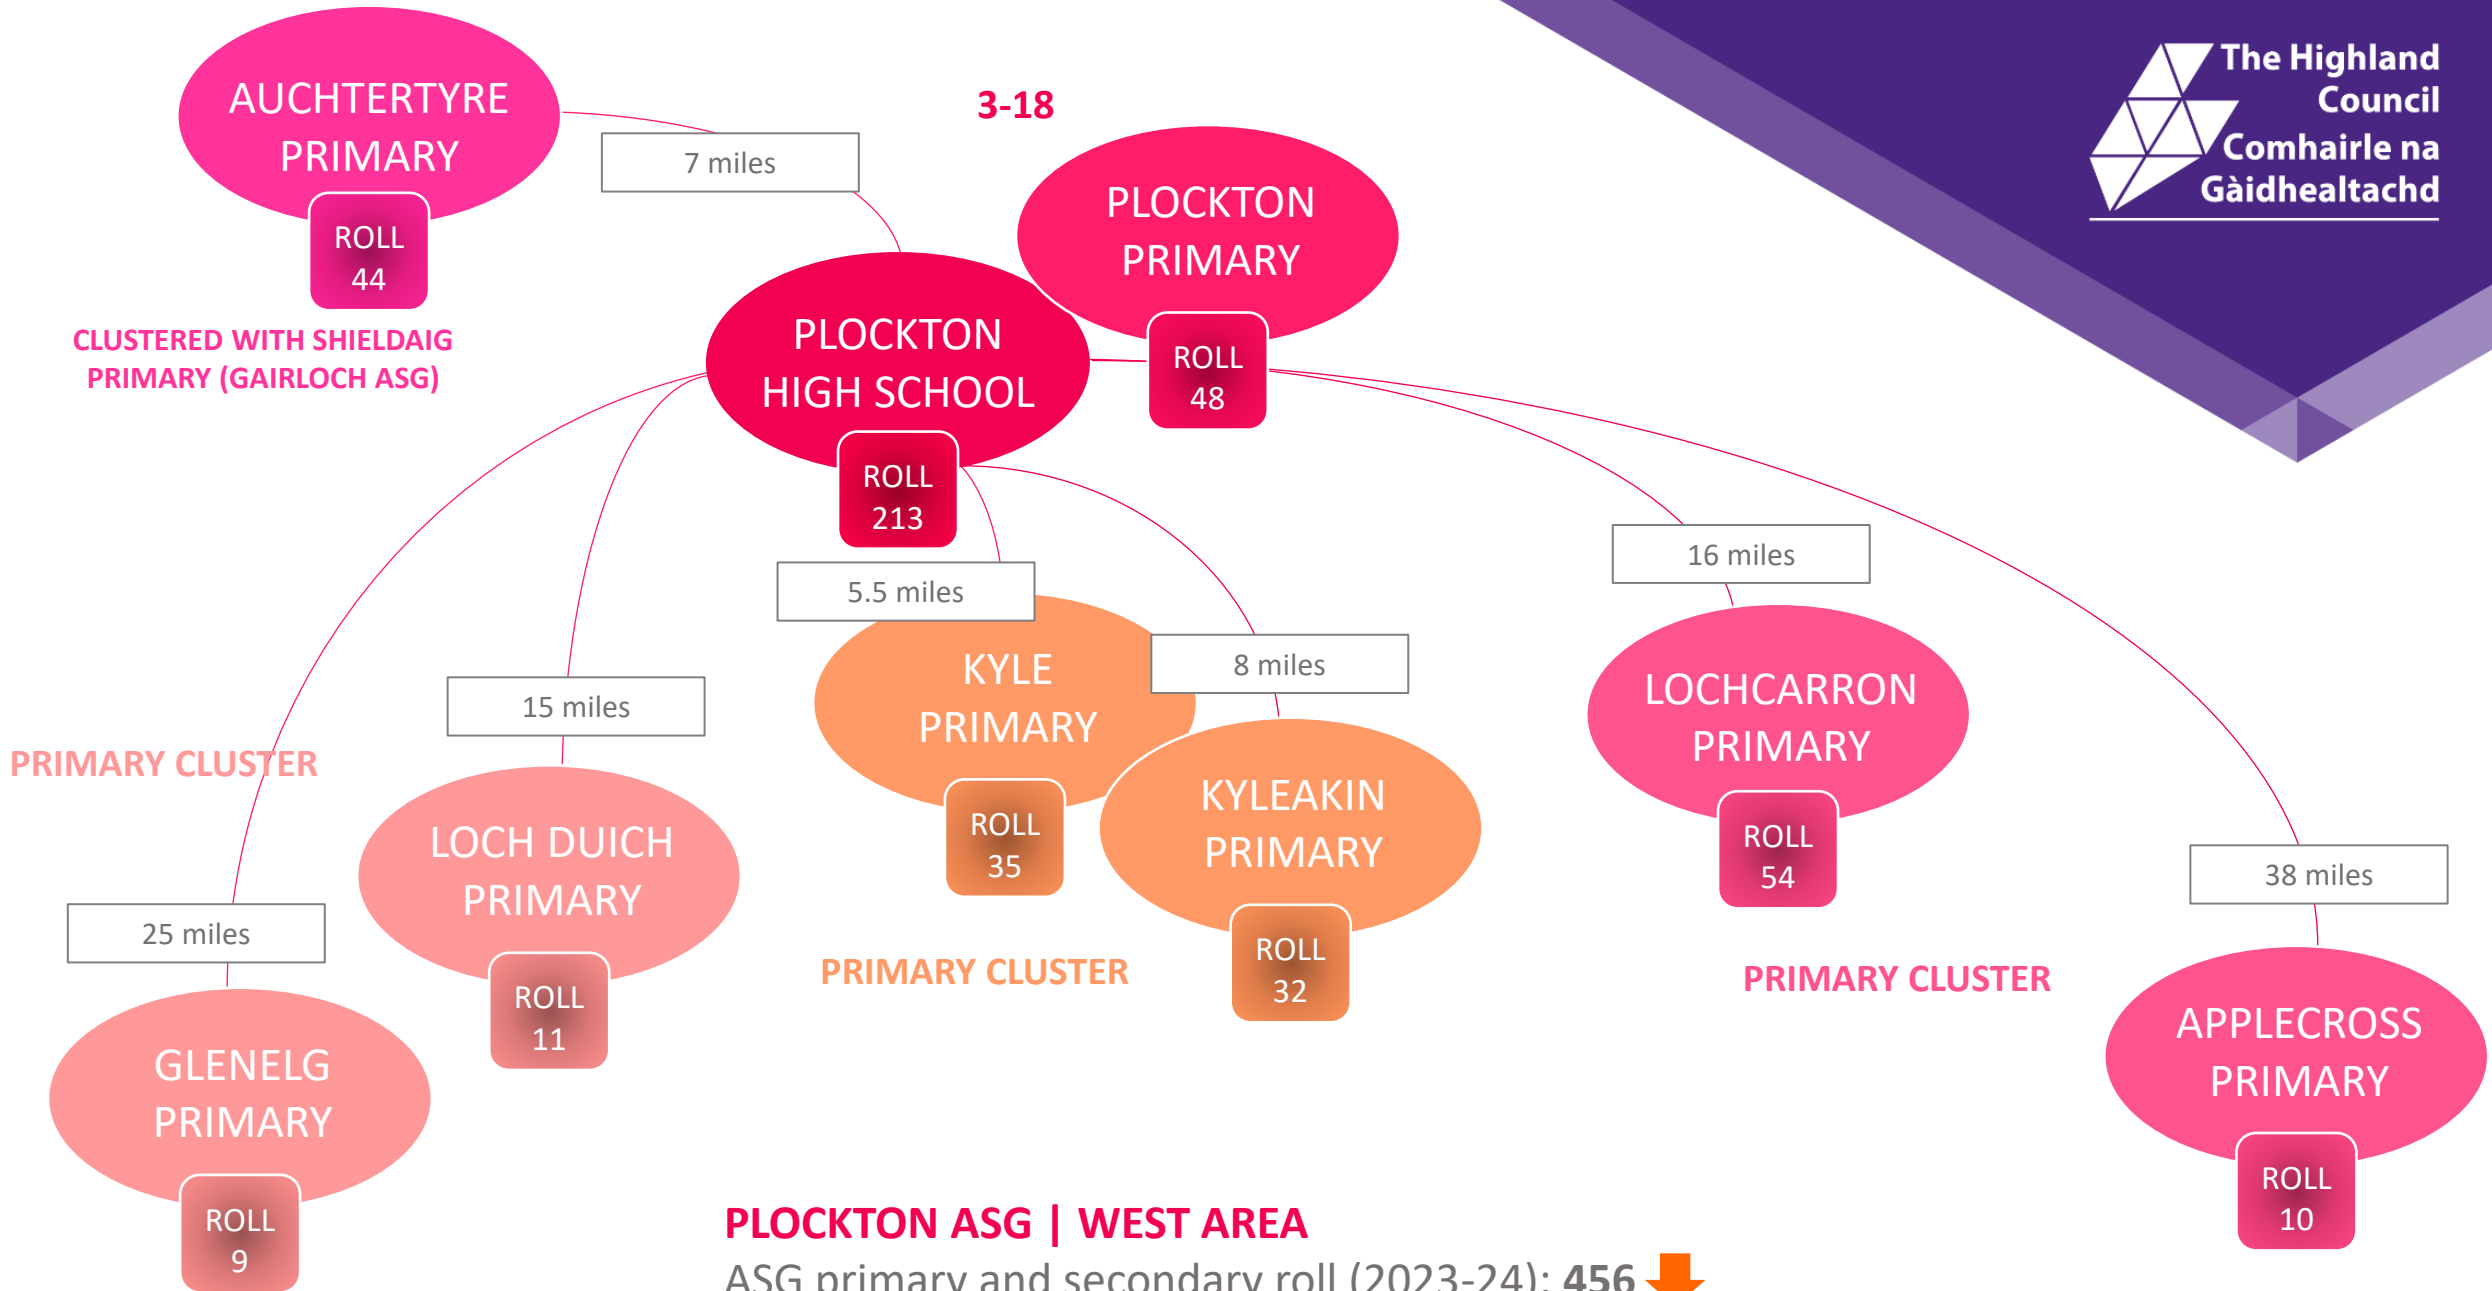 The Highland
Council
Comhairle na
Gàidhealtachd
3-18
AUCHTERTYRE
PRIMARY
ROLL
44
CLUSTERED WITH SHIELDAIG
PRIMARY (GAIRLOCH ASG)
7 miles
PLOCKTON
PRIMARY
ROLL
48
PLOCKTON
HIGH SCHOOL
ROLL
213
5.5 miles
KYLE
PRIMARY
ROLL
35
8 miles
KYLEAKIN
PRIMARY
ROLL
32
PRIMARY CLUSTER
16 miles
LOCHCARRON
PRIMARY
ROLL
54
PRIMARY CLUSTER
38 miles
APPLECROSS
PRIMARY
ROLL
10
15 miles
LOCH DUICH
PRIMARY
ROLL
11
PRIMARY CLUSTER
25 miles
GLENELG
PRIMARY
ROLL
9
PLOCKTON ASG | WEST AREA
ASG primary and secondary roll (2023-24): 456